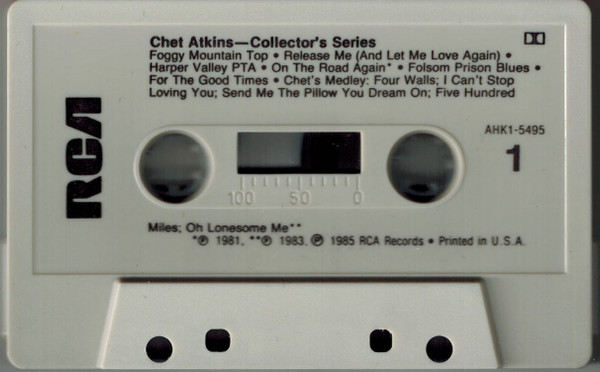 Chet Atkins—Collector's Series
Foggy Mountain Top • Release Me (And Let Me Love Again) •
Harper Valley PTA • On The Road Again* • Folsom Prison Blues •
For The Good Times • Chet's Medley: Four Walls; I Can't Stop
Loving You; Send Me The Pillow You Dream On; Five Hundred
RCA
AHK1-5495
1
100 50 0
Miles; Oh Lonesome Me**
*℗ 1981, **℗ 1983, ℗ 1985 RCA Records • Printed in U.S.A.